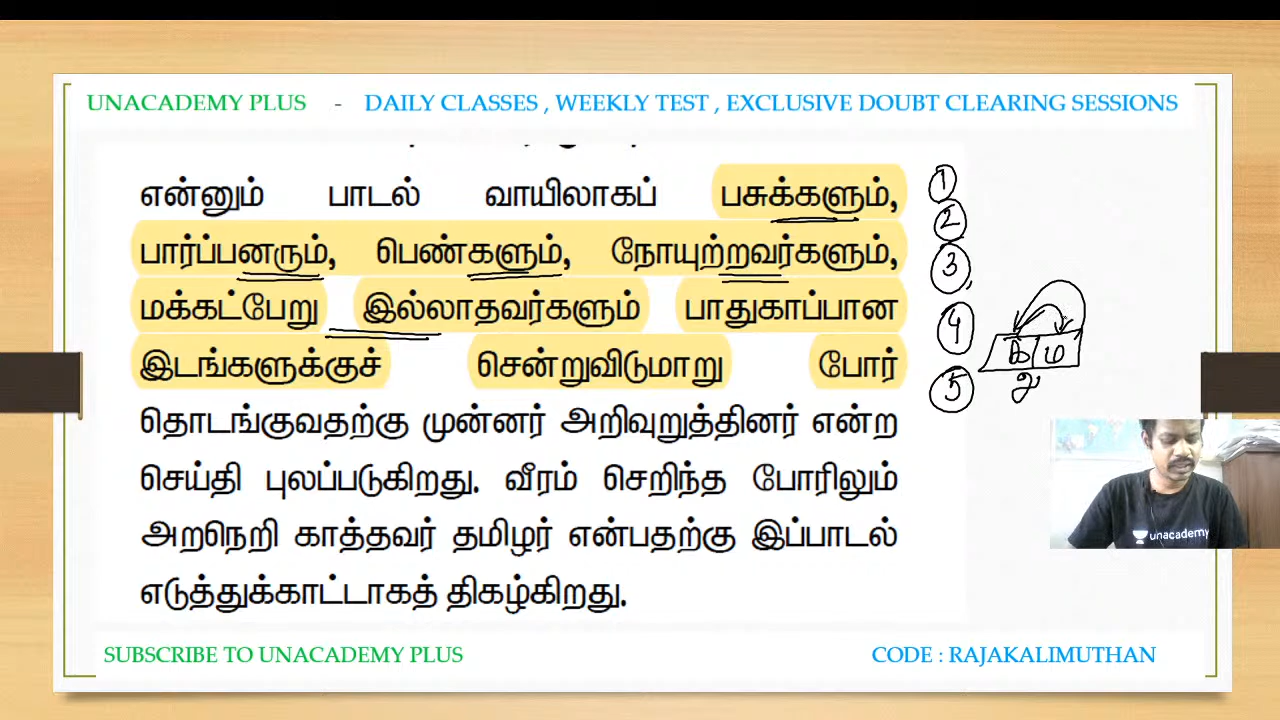 UNACADEMY PLUS - DAILY CLASSES , WEEKLY TEST , EXCLUSIVE DOUBT CLEARING SESSIONS
என்னும் பாடல் வாயிலாகப் பசுக்களும்,
பார்ப்பனரும், பெண்களும், நோயுற்றவர்களும்,
மக்கட்பேறு இல்லாதவர்களும் பாதுகாப்பான
இடங்களுக்குச் சென்றுவிடுமாறு போர்
தொடங்குவதற்கு முன்னர் அறிவுறுத்தினர் என்ற
செய்தி புலப்படுகிறது. வீரம் செறிந்த போரிலும்
அறநெறி காத்தவர் தமிழர் என்பதற்கு இப்பாடல்
எடுத்துக்காட்டாகத் திகழ்கிறது.
1
2
3
4
5
unacademy
SUBSCRIBE TO UNACADEMY PLUS CODE : RAJAKALIMUTHAN